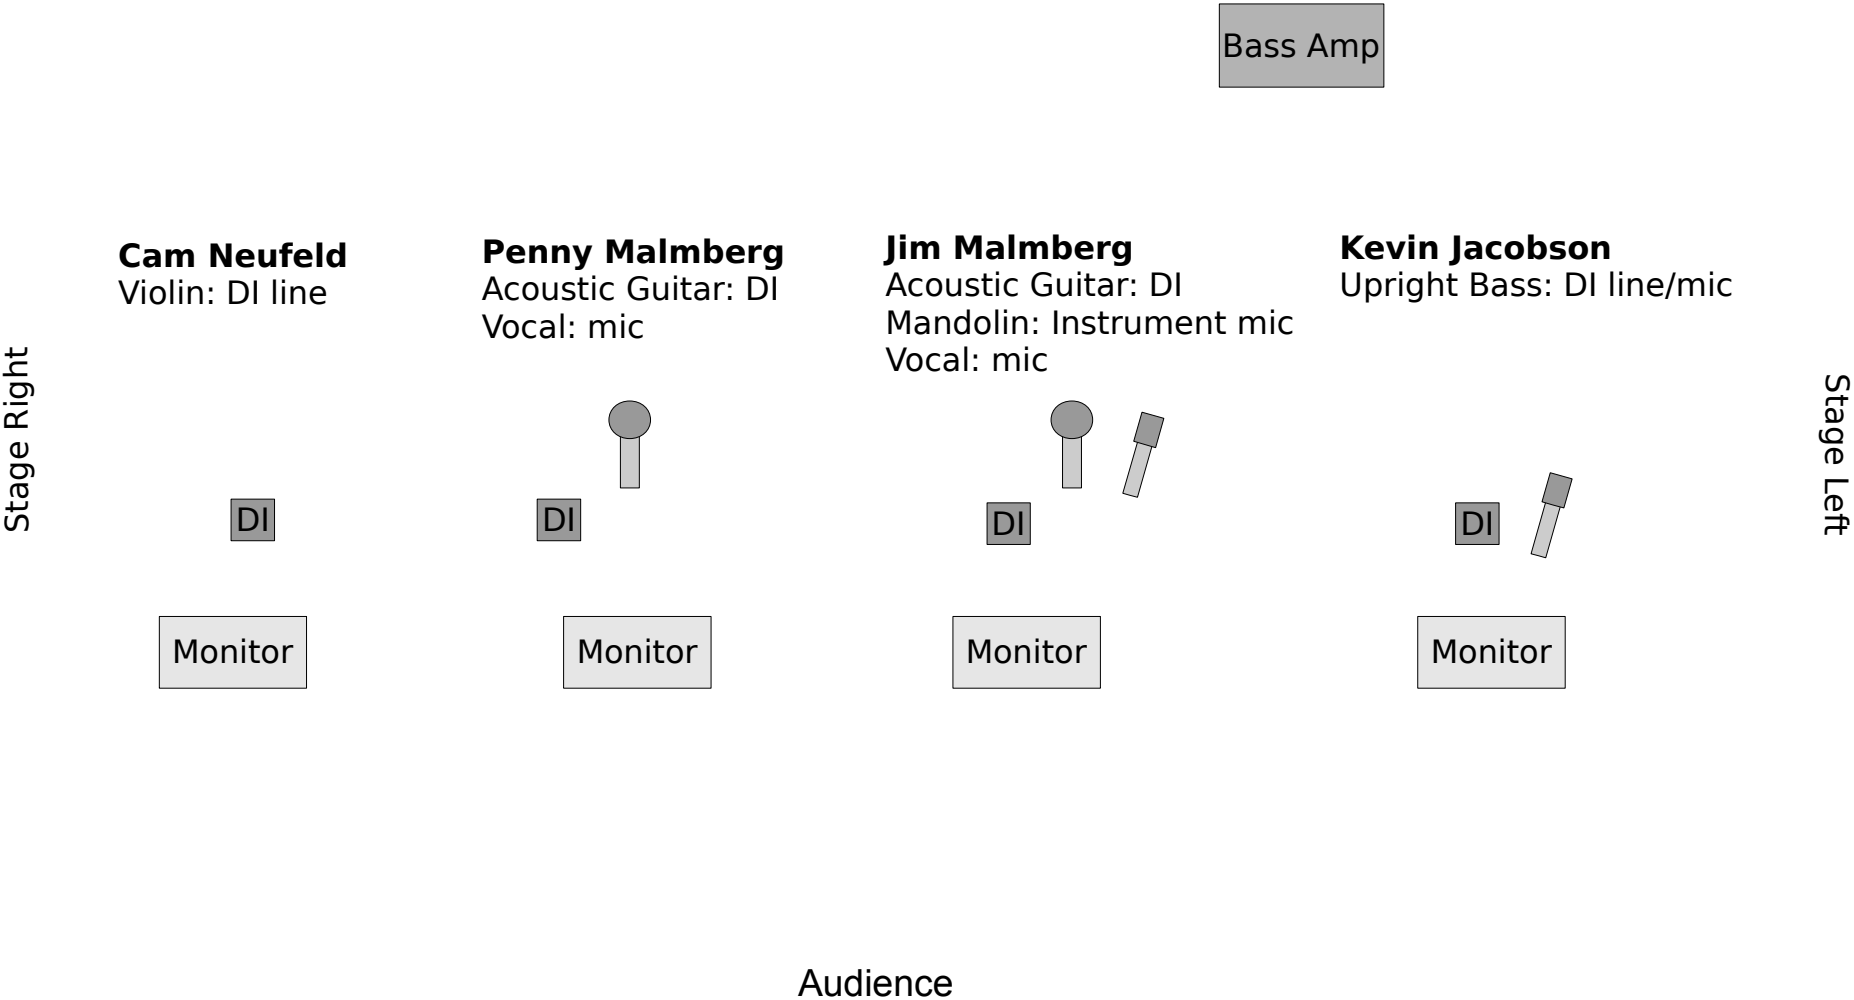 Bass Amp
Cam Neufeld
Violin: DI line
Penny Malmberg
Acoustic Guitar: DI
Vocal: mic
Jim Malmberg
Acoustic Guitar: DI
Mandolin: Instrument mic
Vocal: mic
Kevin Jacobson
Upright Bass: DI line/mic
Stage Right
Stage Left
DI
DI
DI
DI
Monitor
Monitor
Monitor
Monitor
Audience